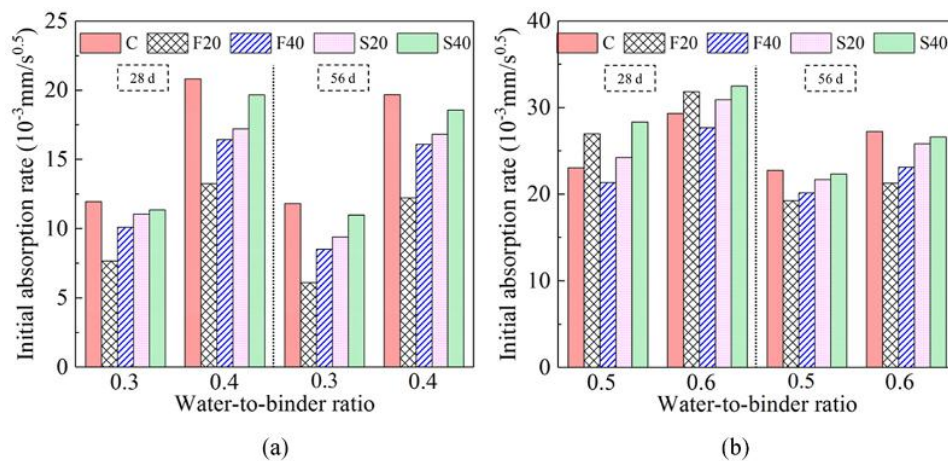 25
20
15
10
5
0
Initial absorption rate (10⁻³mm/s⁰·⁵)
C F20 F40 S20 S40
28 d 56 d
0.3 0.4 0.3 0.4
Water-to-binder ratio
(a)
40
30
20
10
0
Initial absorption rate (10⁻³mm/s⁰·⁵)
C F20 F40 S20 S40
28 d 56 d
0.5 0.6 0.5 0.6
Water-to-binder ratio
(b)